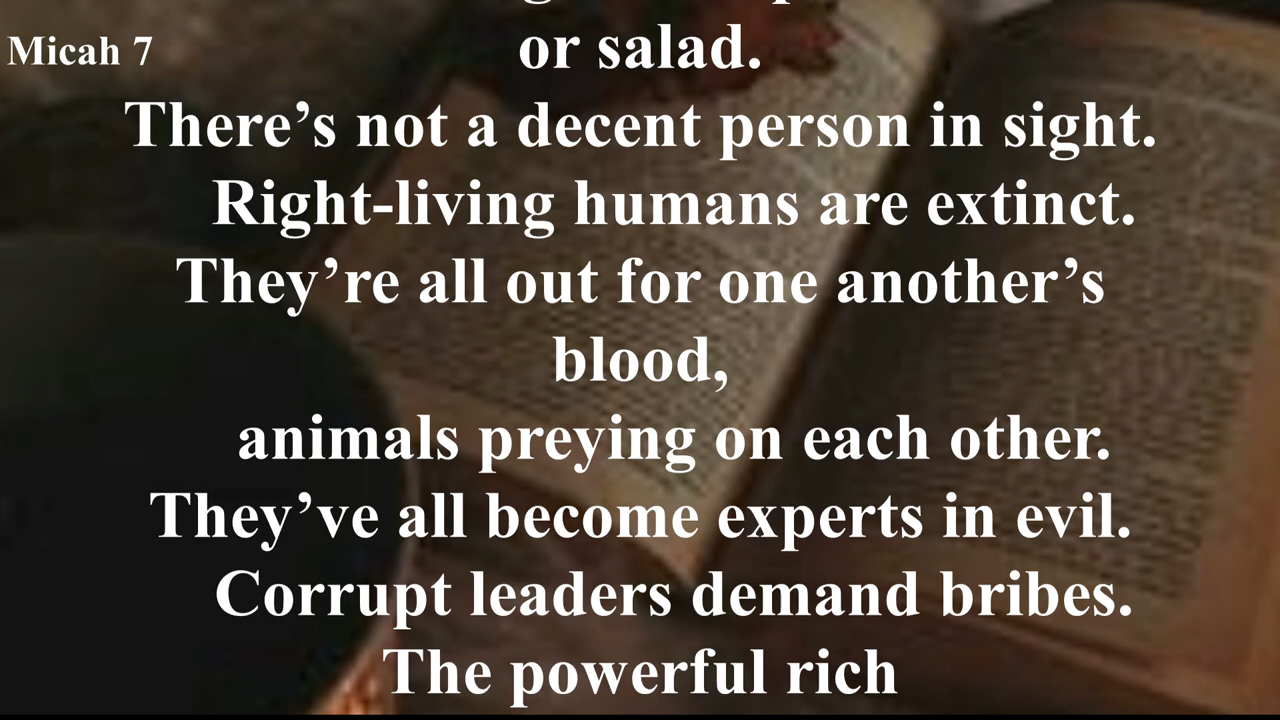 Micah 7
or salad.
There’s not a decent person in sight.
Right-living humans are extinct.
They’re all out for one another’s
blood,
animals preying on each other.
They’ve all become experts in evil.
Corrupt leaders demand bribes.
The powerful rich